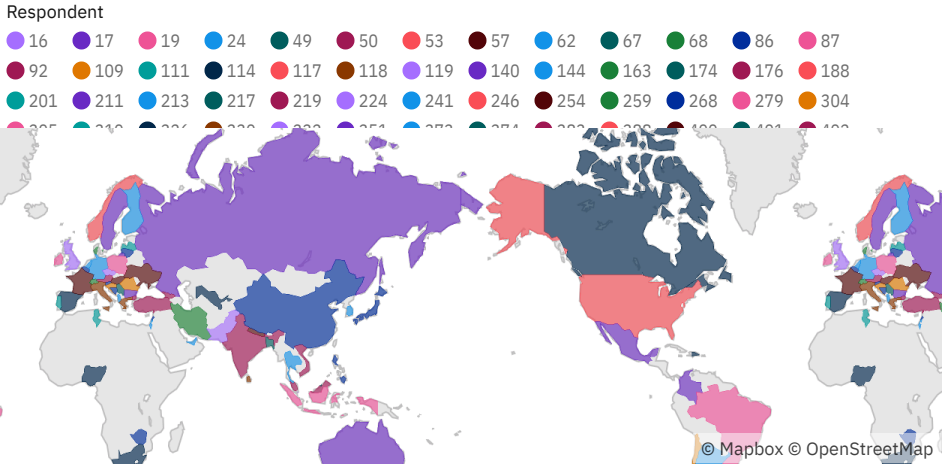 Respondent
16 17 19 24 49 50 53 57 62 67 68 86 87
92 109 111 114 117 118 119 140 144 163 174 176 188
201 211 213 217 219 224 241 246 254 259 268 279 304
© Mapbox © OpenStreetMap